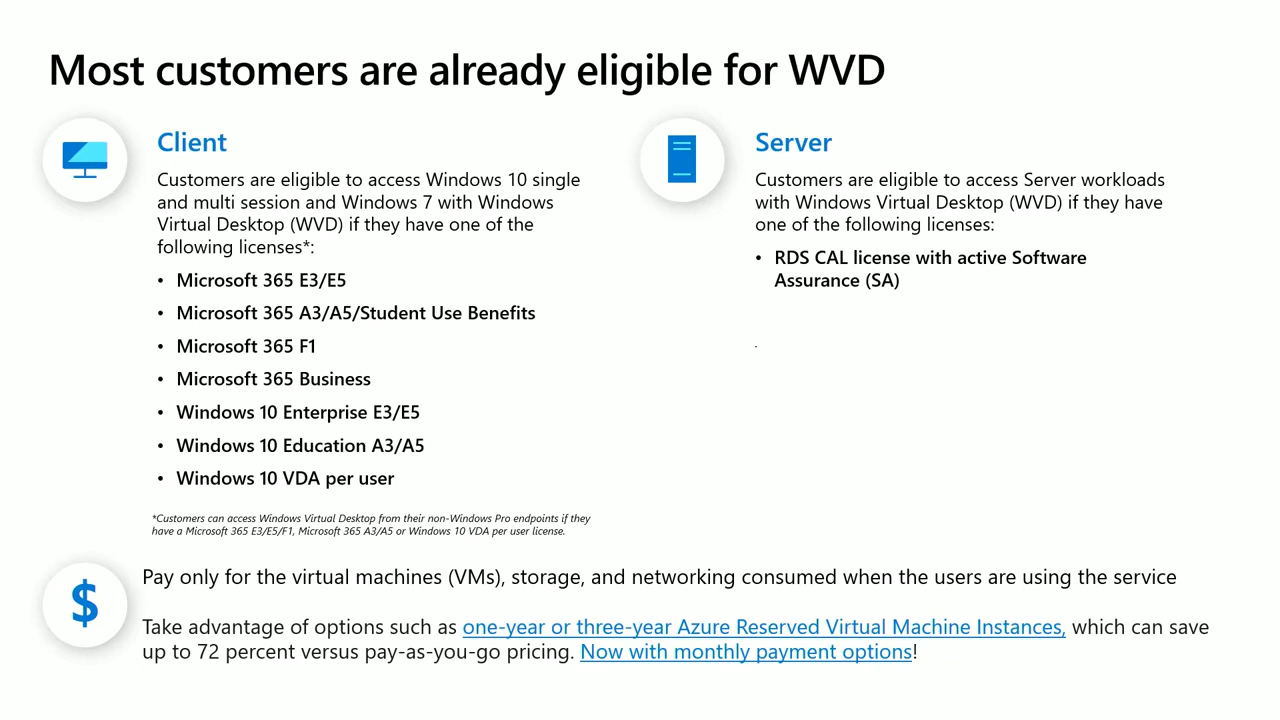 Most customers are already eligible for WVD
Client
Customers are eligible to access Windows 10 single
and multi session and Windows 7 with Windows
Virtual Desktop (WVD) if they have one of the
following licenses*:
• Microsoft 365 E3/E5
• Microsoft 365 A3/A5/Student Use Benefits
• Microsoft 365 F1
• Microsoft 365 Business
• Windows 10 Enterprise E3/E5
• Windows 10 Education A3/A5
• Windows 10 VDA per user
*Customers can access Windows Virtual Desktop from their non-Windows Pro endpoints if they
have a Microsoft 365 E3/E5/F1, Microsoft 365 A3/A5 or Windows 10 VDA per user license.
Server
Customers are eligible to access Server workloads
with Windows Virtual Desktop (WVD) if they have
one of the following licenses:
• RDS CAL license with active Software
Assurance (SA)
.
$
Pay only for the virtual machines (VMs), storage, and networking consumed when the users are using the service
Take advantage of options such as one-year or three-year Azure Reserved Virtual Machine Instances, which can save
up to 72 percent versus pay-as-you-go pricing. Now with monthly payment options!